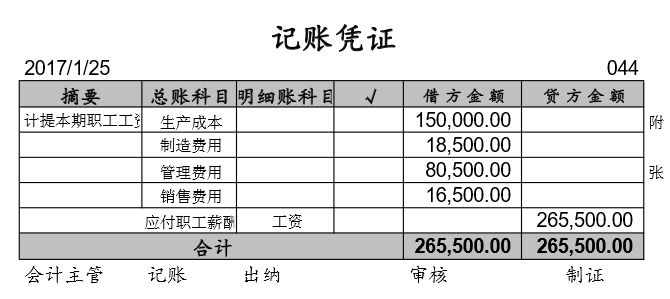 记账凭证
2017/1/25 044
摘要 总账科目 明细账科目 √ 借方金额 贷方金额
计提本期职工工资 生产成本 150,000.00 附
制造费用 18,500.00
管理费用 80,500.00 张
销售费用 16,500.00
应付职工薪酬 工资 265,500.00
合计 265,500.00 265,500.00
会计主管 记账 出纳 审核 制证